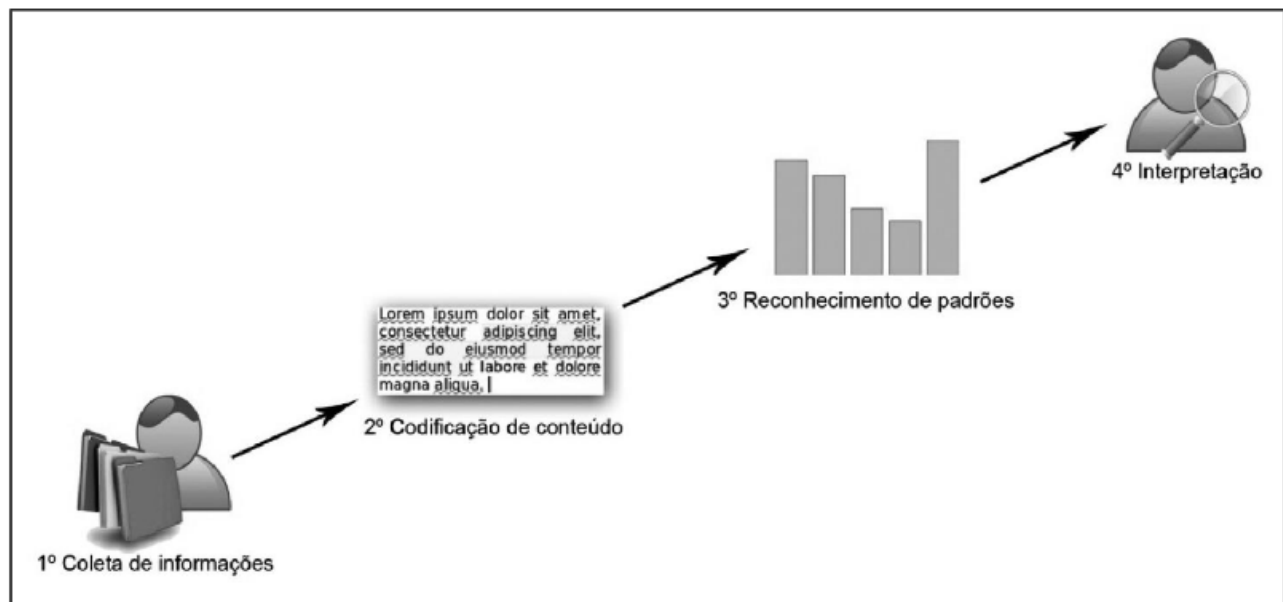 4º Interpretação
3º Reconhecimento de padrões
Lorem ipsum dolor sit amet,
consectetur adipiscing elit,
sed do eiusmod tempor
incididunt ut labore et dolore
magna aliqua.
2º Codificação de conteúdo
1º Coleta de informações